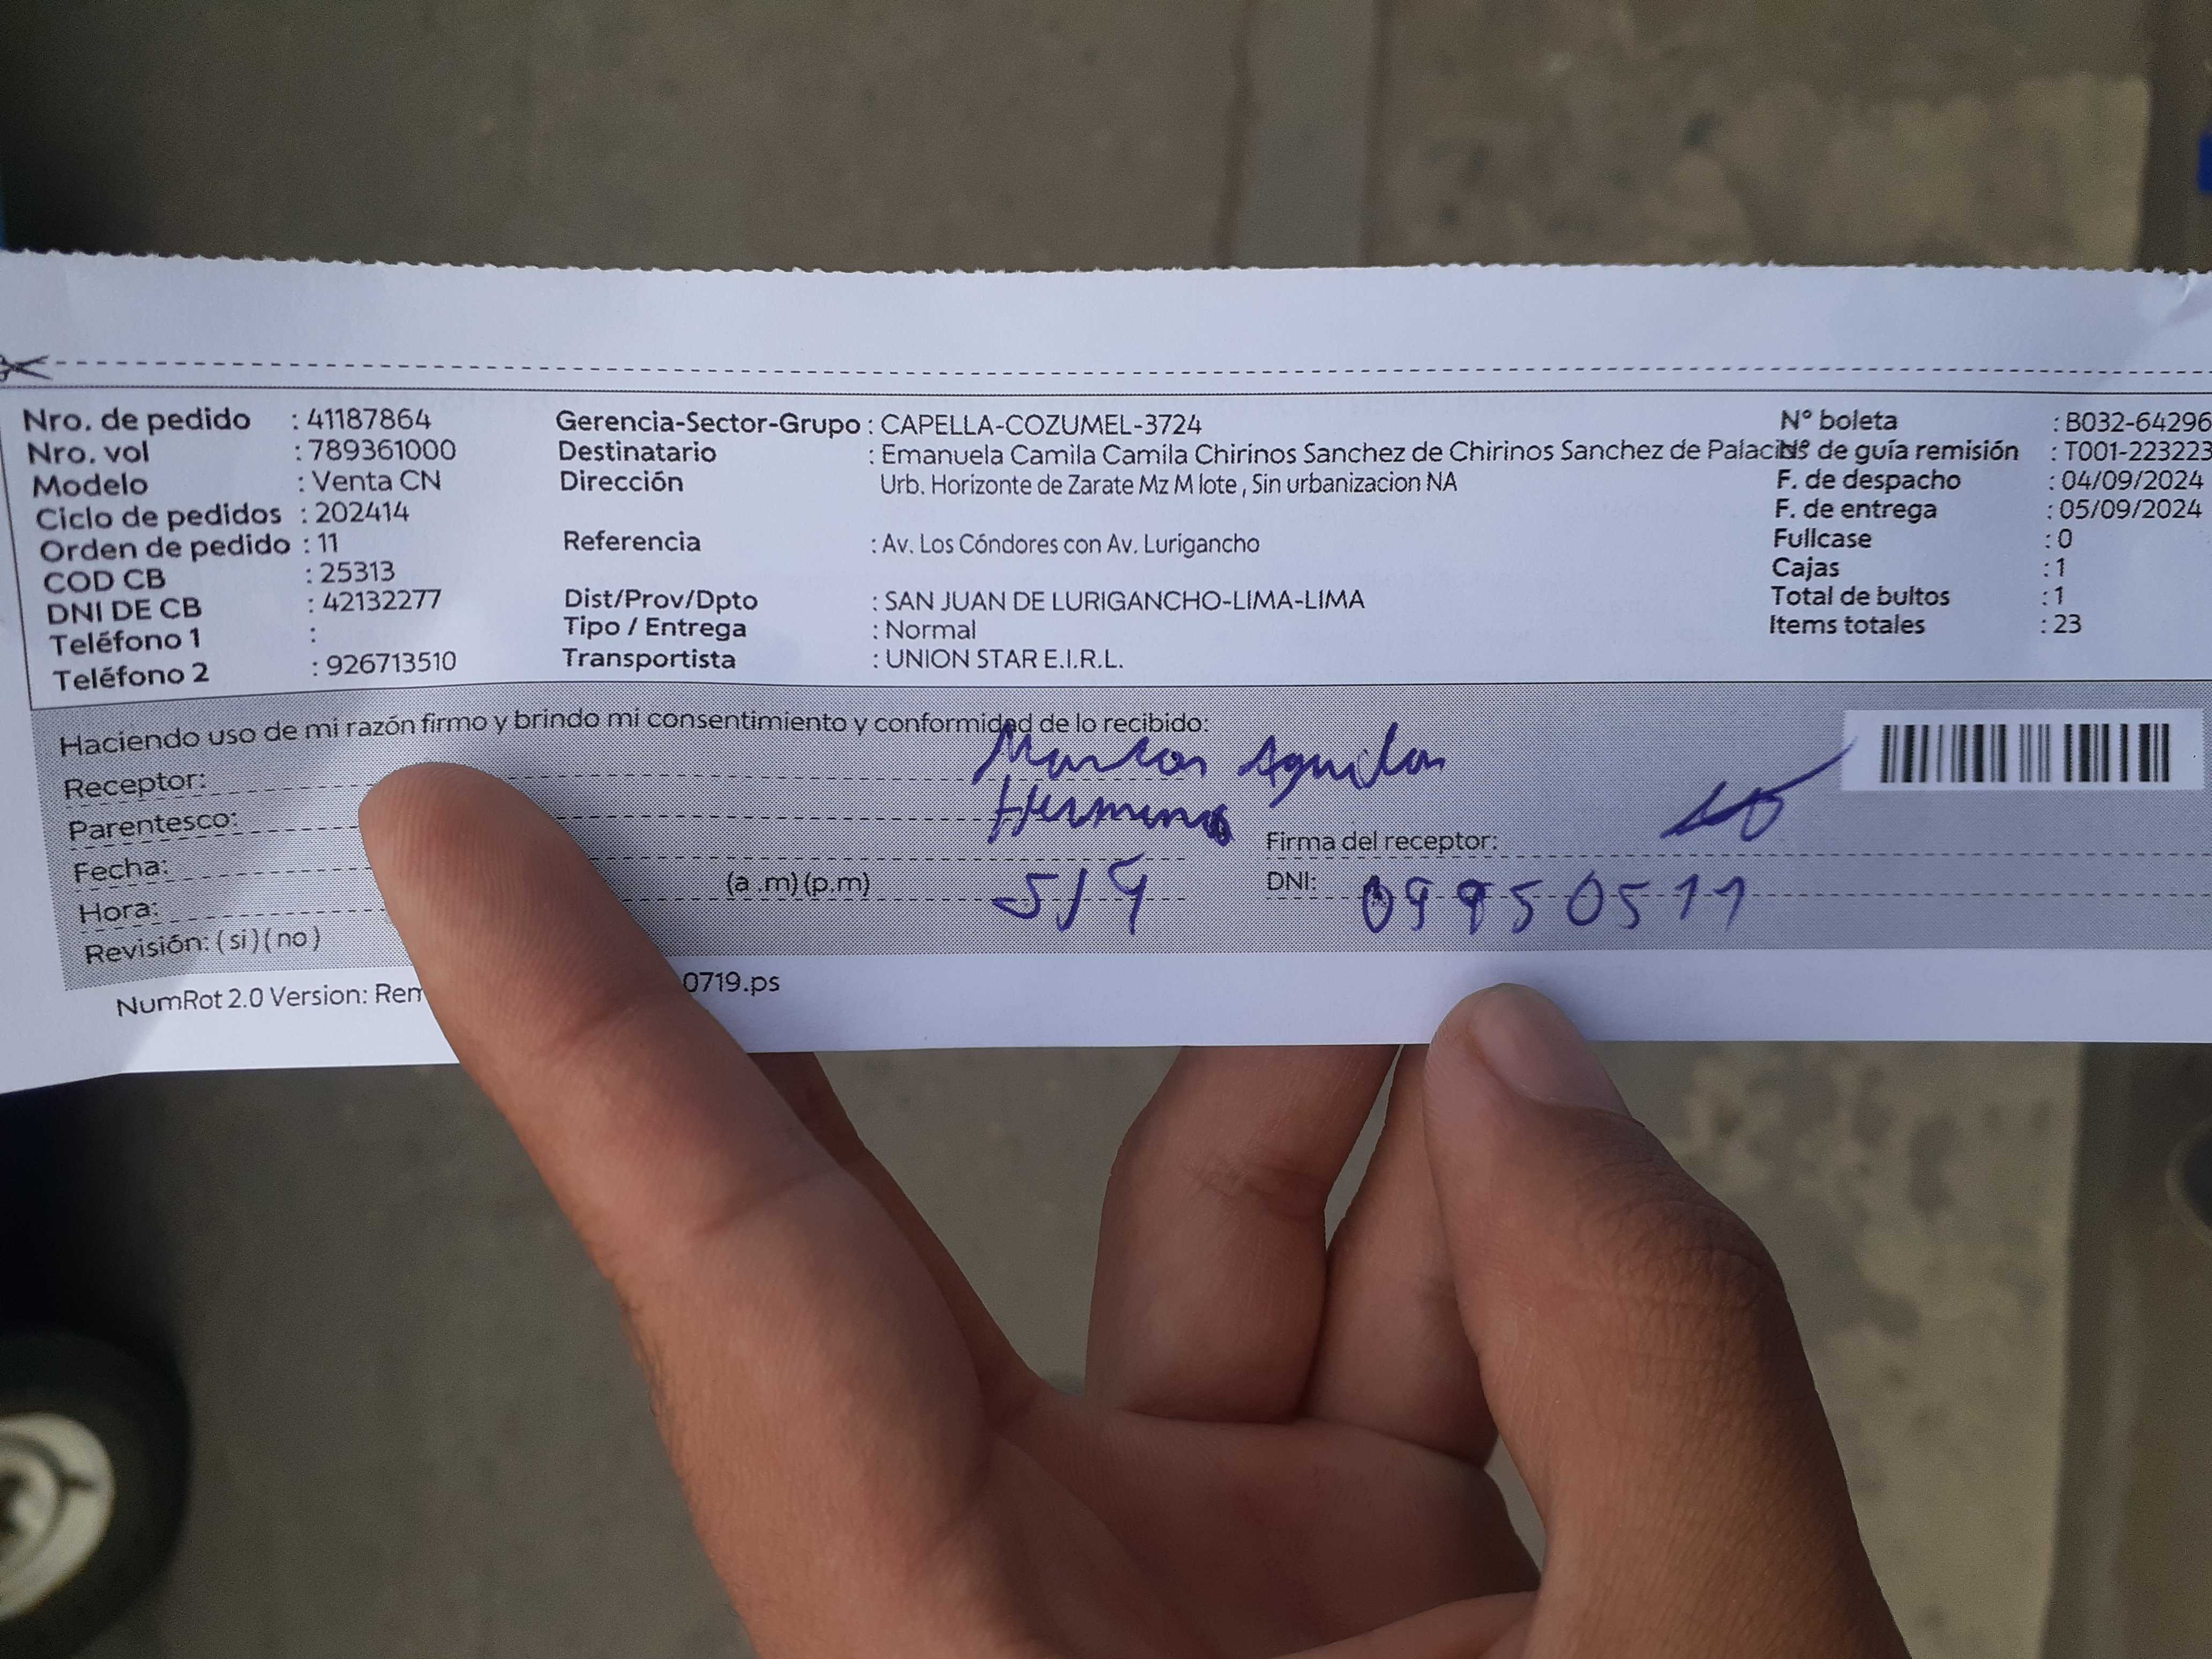 Nro. de pedido : 41187864 Gerencia-Sector-Grupo : CAPELLA-COZUMEL-3724 N° boleta : B032-64296
Nro. vol : 789361000 Destinatario : Emanuela Camila Camila Chirinos Sanchez de Chirinos Sanchez de Palaci N° de guía remisión : T001-223223
Modelo : Venta CN Dirección Urb. Horizonte de Zarate Mz M lote , Sin urbanizacion NA F. de despacho : 04/09/2024
Ciclo de pedidos : 202414 F. de entrega : 05/09/2024
Orden de pedido : 11 Referencia : Av. Los Cóndores con Av. Lurigancho Fullcase : 0
COD CB : 25313 Cajas : 1
DNI DE CB : 42132277 Dist/Prov/Dpto : SAN JUAN DE LURIGANCHO-LIMA-LIMA Total de bultos : 1
Teléfono 1 : Tipo / Entrega : Normal Items totales : 23
Teléfono 2 : 926713510 Transportista : UNION STAR E.I.R.L.
Haciendo uso de mi razón firmo y brindo mi consentimiento y conformidad de lo recibido:
Receptor: Marcos Aguilar
Parentesco: Hermano Firma del receptor:
Fecha: (a .m) (p.m) 5/9 DNI: 09950511
Hora:
Revisión: ( si ) ( no )
NumRot 2.0 Version: Rem 0719.ps